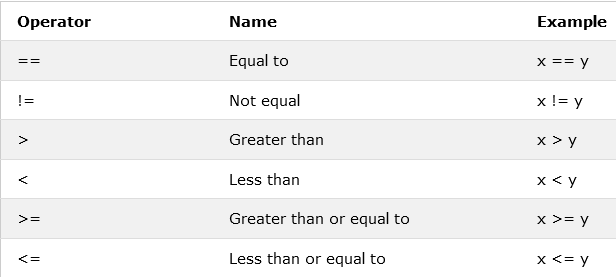 Operator Name Example
== Equal to x == y
!= Not equal x != y
> Greater than x > y
< Less than x < y
>= Greater than or equal to x >= y
<= Less than or equal to x <= y